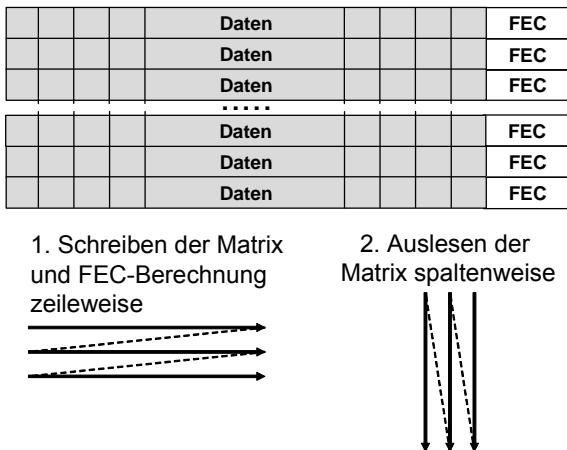 Daten FEC
Daten FEC
Daten FEC
.....
Daten FEC
Daten FEC
Daten FEC
1. Schreiben der Matrix
und FEC-Berechnung
zeileweise
2. Auslesen der
Matrix spaltenweise